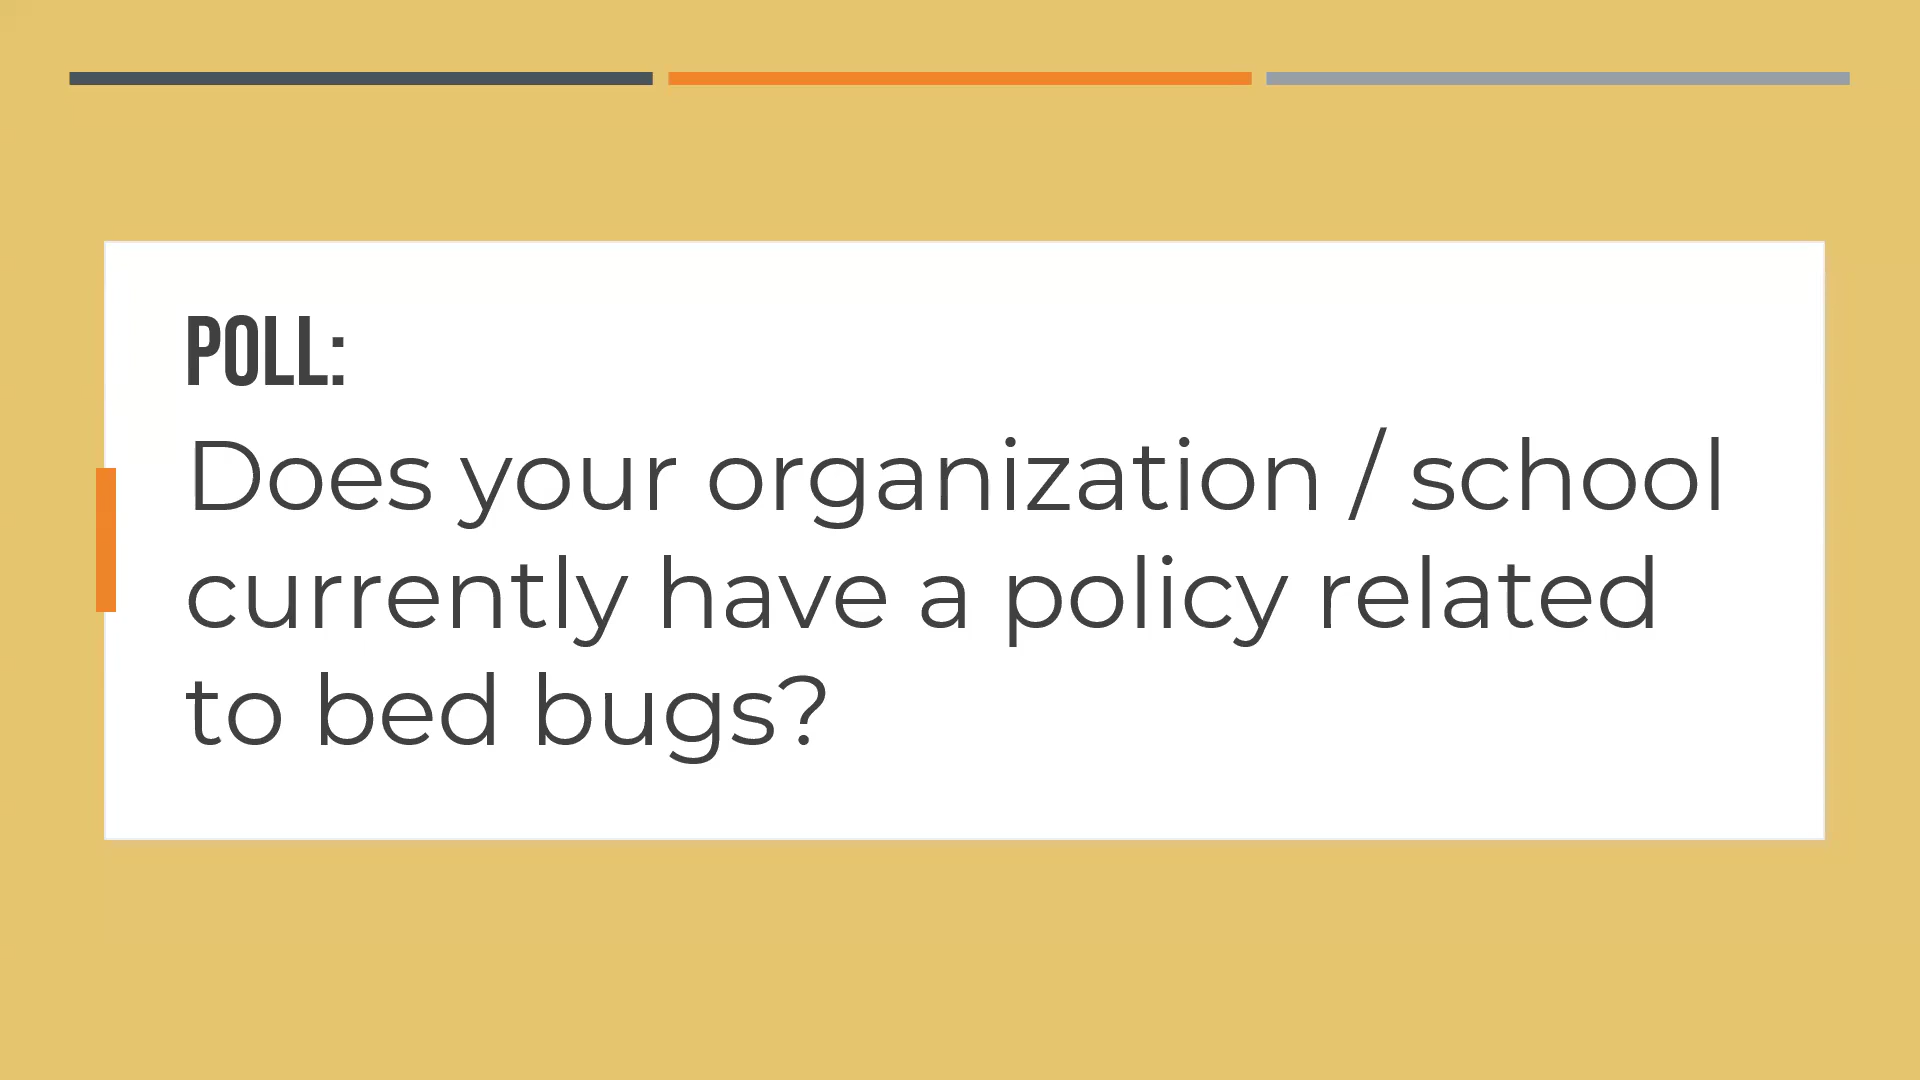 POLL:
Does your organization / school
currently have a policy related
to bed bugs?